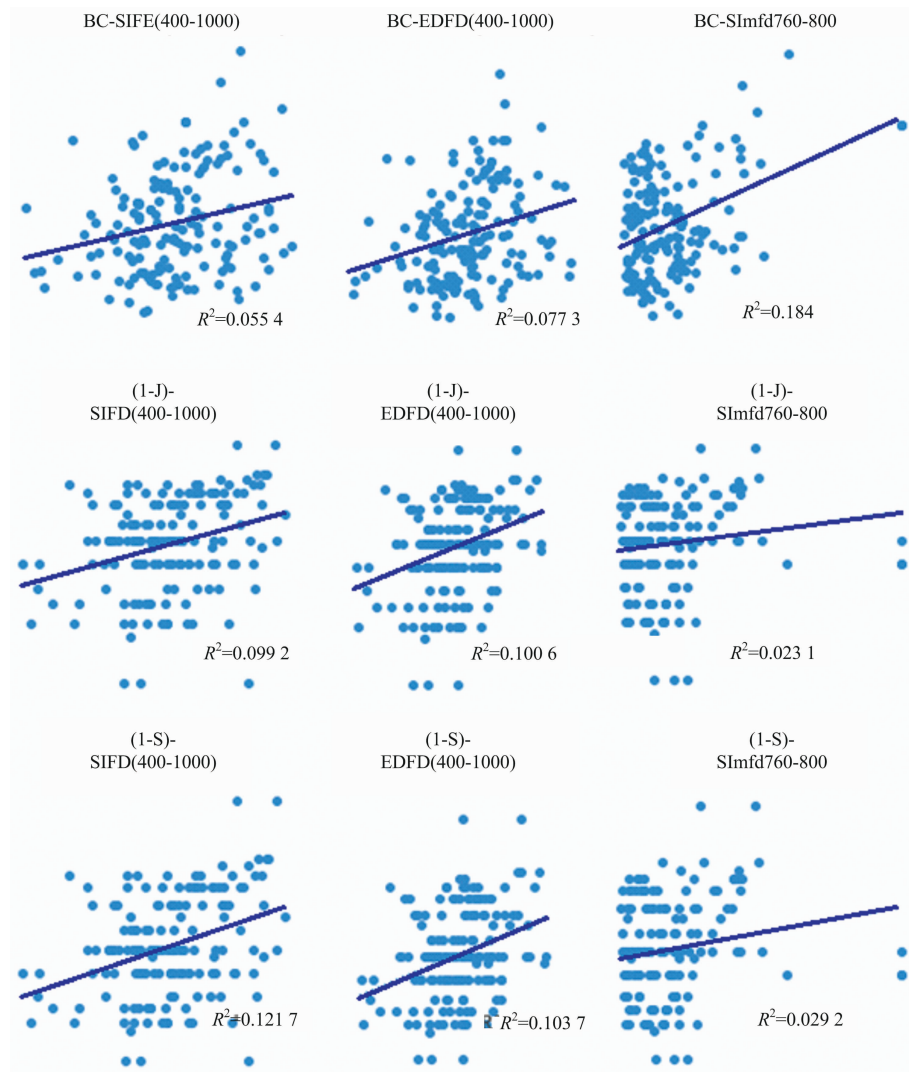 BC-SIFE(400-1000)
BC-EDFD(400-1000)
BC-SImfd760-800
R²=0.055 4
R²=0.077 3
R²=0.184
(1-J)-
SIFD(400-1000)
(1-J)-
EDFD(400-1000)
(1-J)-
SImfd760-800
R²=0.099 2
R²=0.100 6
R²=0.023 1
(1-S)-
SIFD(400-1000)
(1-S)-
EDFD(400-1000)
(1-S)-
SImfd760-800
R²=0.121 7
R²=0.103 7
R²=0.029 2